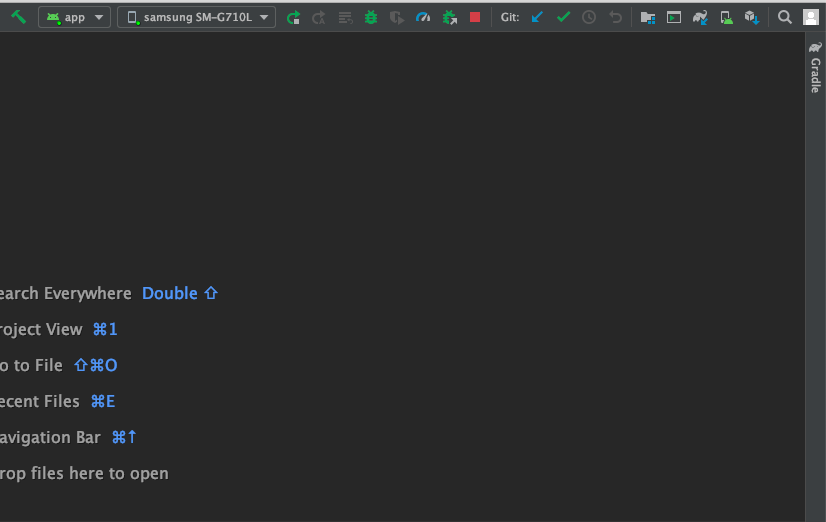 app samsung SM-G710L Git:
Gradle
earch Everywhere Double ⇧
roject View ⌘1
o to File ⇧⌘O
ecent Files ⌘E
avigation Bar ⌘↑
rop files here to open